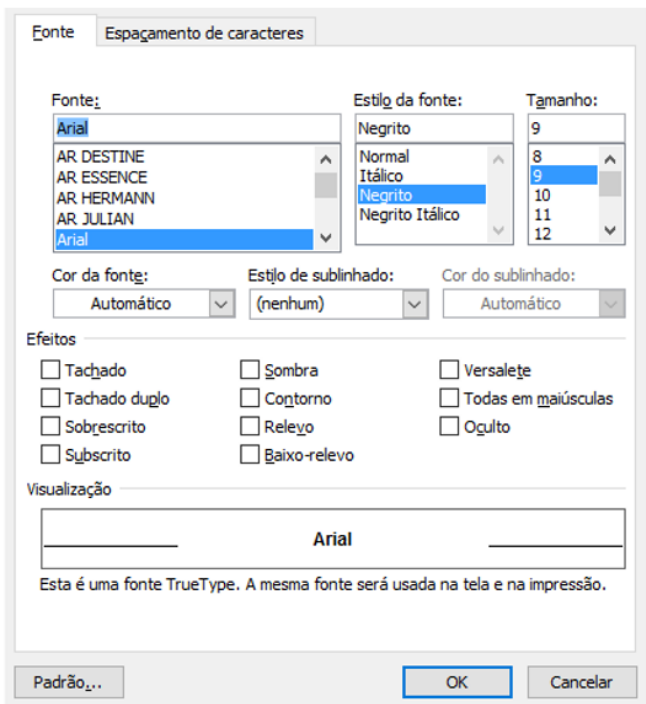 Fonte Espaçamento de caracteres
Fonte: Estilo da fonte: Tamanho:
Arial Negrito 9
AR DESTINE Normal 8
AR ESSENCE Itálico 9
AR HERMANN Negrito 10
AR JULIAN Negrito Itálico 11
Arial 12
Cor da fonte: Estilo de sublinhado: Cor do sublinhado:
Automático (nenhum) Automático
Efeitos
Tachado Sombra Versalete
Tachado duplo Contorno Todas em maiúsculas
Sobrescrito Relevo Oculto
Subscrito Baixo-relevo
Visualização
Arial
Esta é uma fonte TrueType. A mesma fonte será usada na tela e na impressão.
Padrão... OK Cancelar